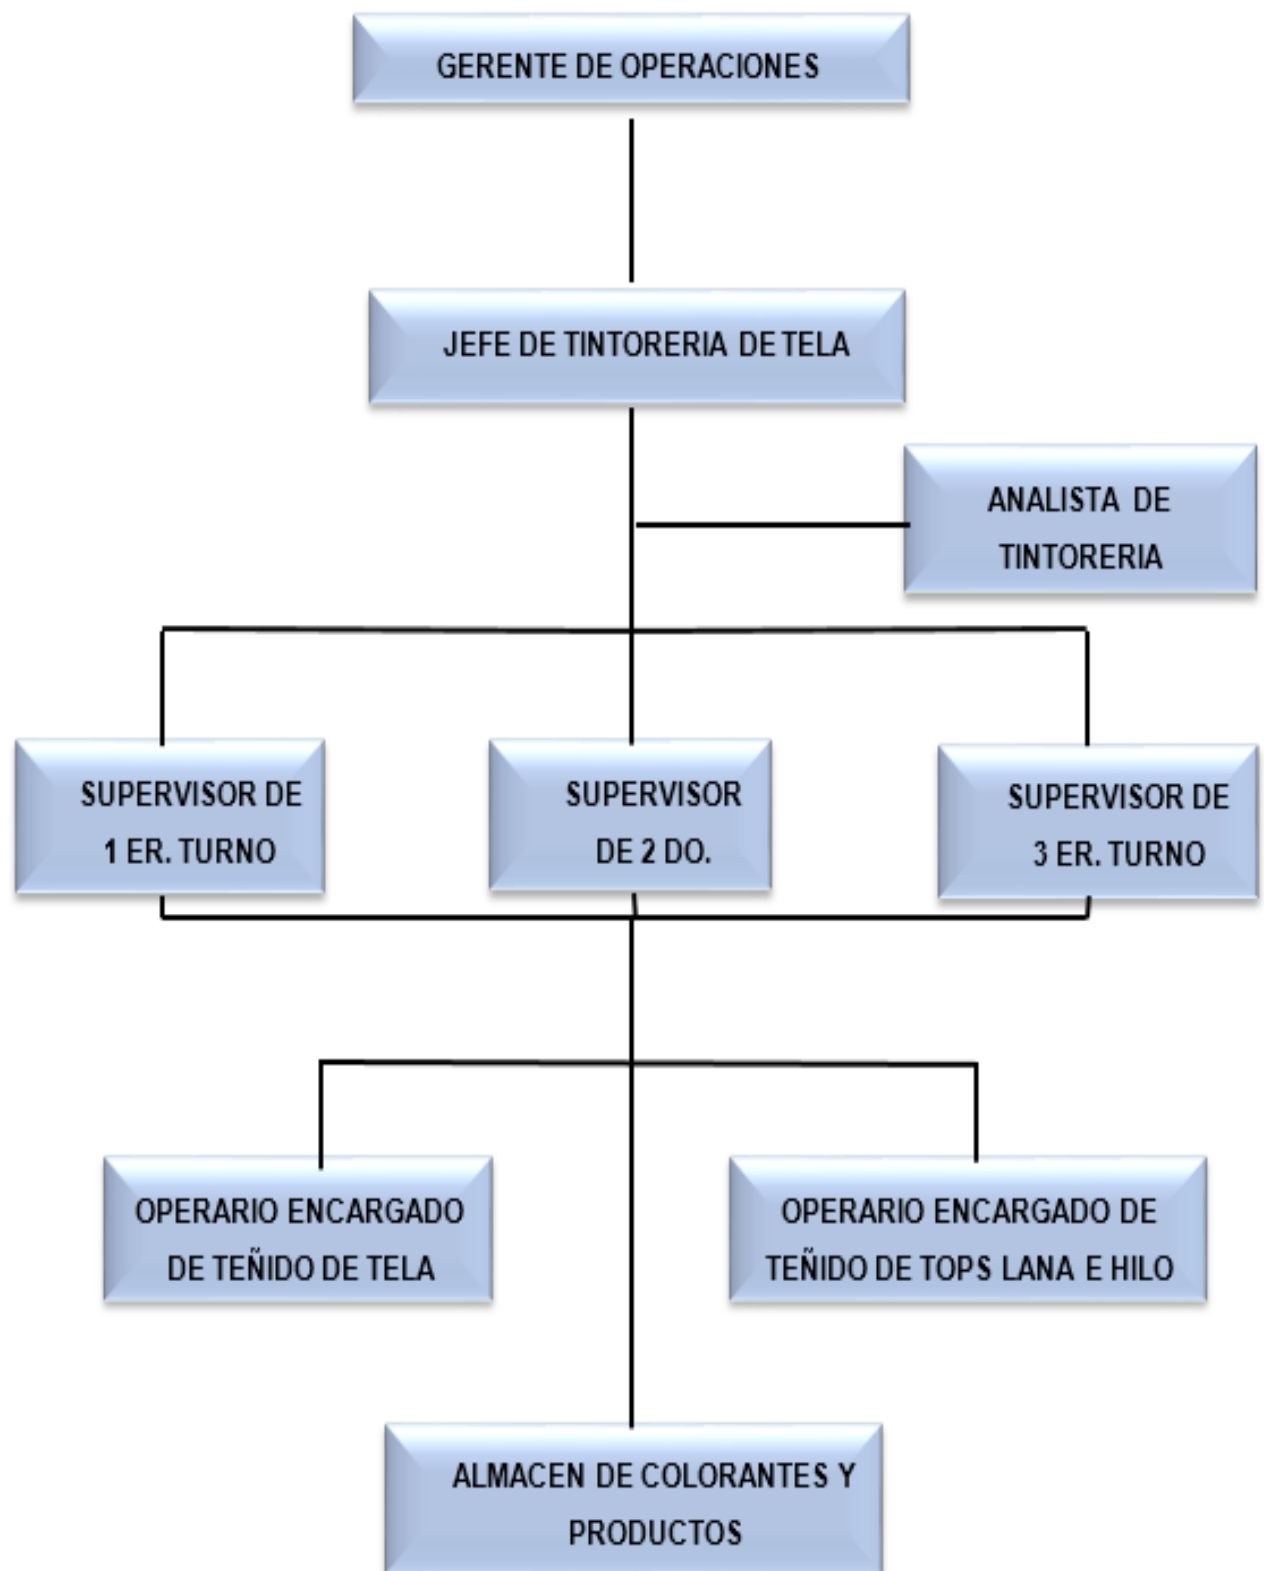 GERENTE DE OPERACIONES
JEFE DE TINTORERIA DE TELA
ANALISTA DE
TINTORERIA
SUPERVISOR DE
1 ER. TURNO
SUPERVISOR
DE 2 DO.
SUPERVISOR DE
3 ER. TURNO
OPERARIO ENCARGADO
DE TEÑIDO DE TELA
OPERARIO ENCARGADO DE
TEÑIDO DE TOPS LANA E HILO
ALMACEN DE COLORANTES Y
PRODUCTOS